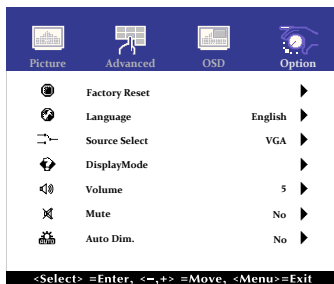 Picture Advanced OSD Option
Factory Reset
Language English
Source Select VGA
DisplayMode
Volume 5
Mute No
Auto Dim. No
<Select> =Enter, <−,+> =Move, <Menu>=Exit